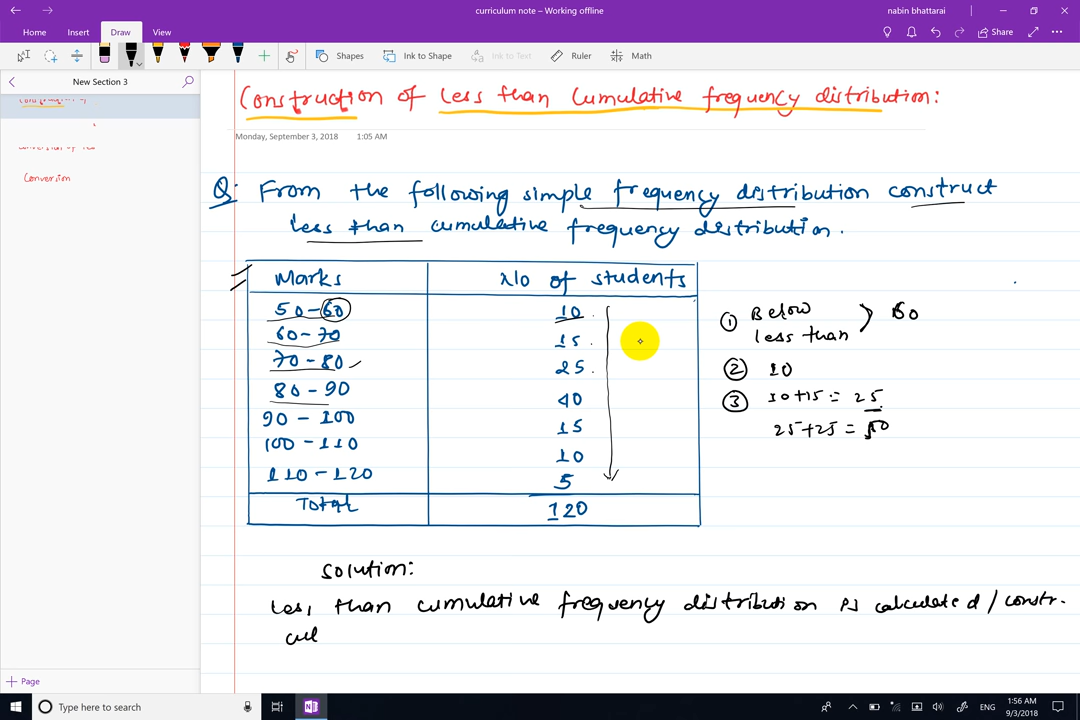 curriculum note – Working offline
nabin bhattarai
Home Insert Draw View
Share
Shapes Ink to Shape Ink to Text Ruler Math
New Section 3
Conversion
Page
Construction of less than Cumulative frequency distribution:
Monday, September 3, 2018 1:05 AM
Q: From the following simple frequency distribution construct
less than cumulative frequency distribution.
Marks No of students
50-60 10
60-70 15
70-80 25
80-90 40
90-100 15
100-110 10
110-120 5
Total 120
① Below
less than > 60
② 10
③ 10+15 = 25
25+25 = 50
Solution:
Less than cumulative frequency distribution is calculated / constr-
Type here to search
ENG
1:56 AM
9/3/2018